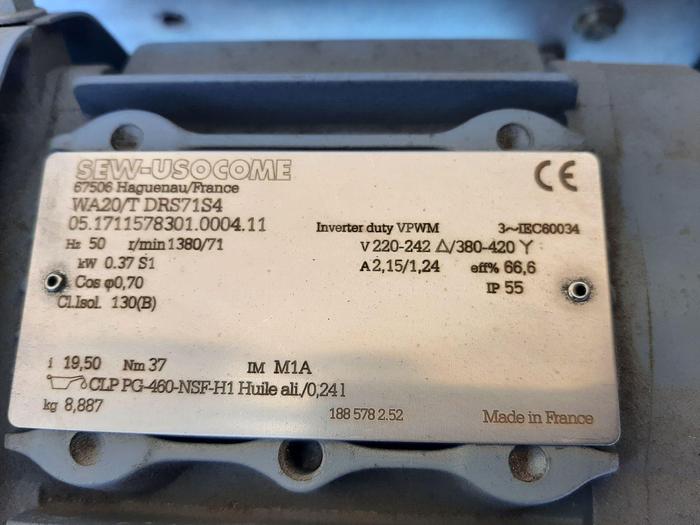 SEW-USOCOME
67506 Haguenau/France
WA20/T DRS71S4
05.1711578301.0004.11 Inverter duty VPWM 3~IEC60034
Hz 50 r/min 1380/71 V 220-242 Δ/380-420 Y
kW 0.37 S1 A 2,15/1,24 eff% 66,6
Cos φ0,70 IP 55
Cl.Isol. 130(B)
i 19,50 Nm 37 IM M1A
CLP PG-460-NSF-H1 Huile ali./0,24 l
kg 8,887 188 578 2.52 Made in France
CE